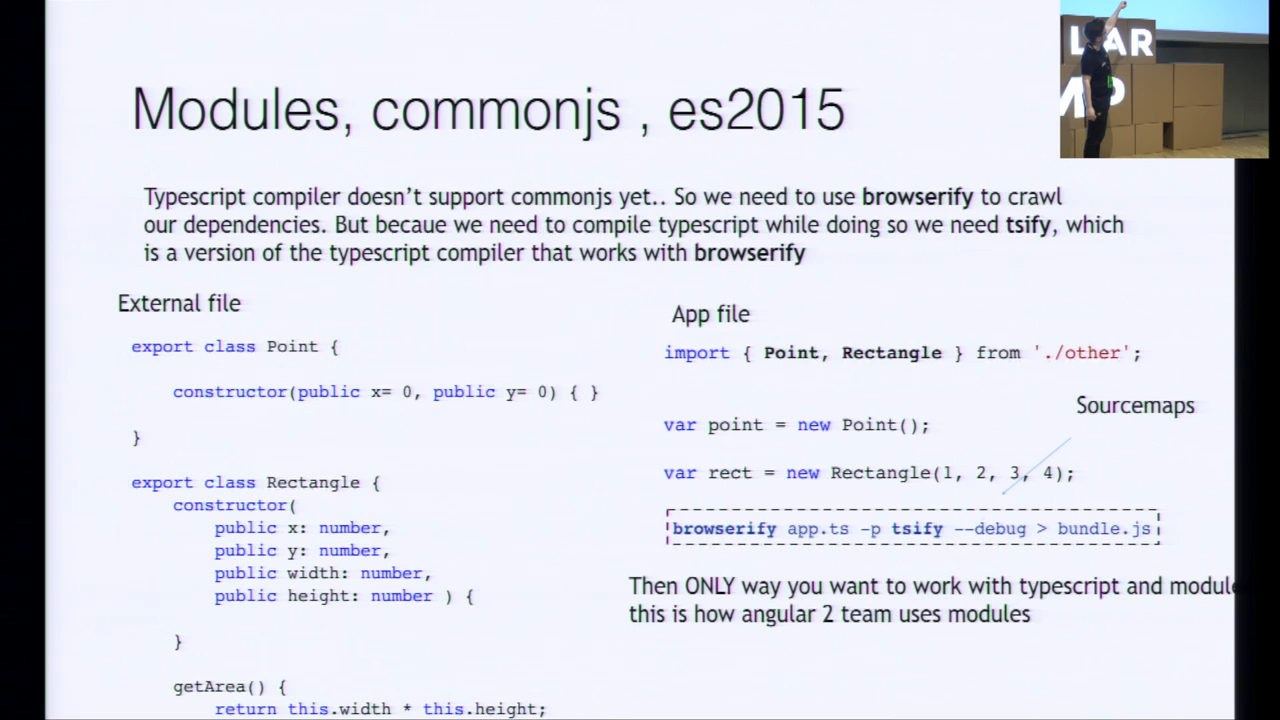 Modules, commonjs , es2015
Typescript compiler doesn't support commonjs yet.. So we need to use browserify to crawl
our dependencies. But becaue we need to compile typescript while doing so we need tsify, which
is a version of the typescript compiler that works with browserify
External file
export class Point {
constructor(public x= 0, public y= 0) { }
}
export class Rectangle {
constructor(
public x: number,
public y: number,
public width: number,
public height: number ) {
}
getArea() {
return this.width * this.height;
App file
import { Point, Rectangle } from './other';
Sourcemaps
var point = new Point();
var rect = new Rectangle(1, 2, 3, 4);
browserify app.ts -p tsify --debug > bundle.js
Then ONLY way you want to work with typescript and module
this is how angular 2 team uses modules